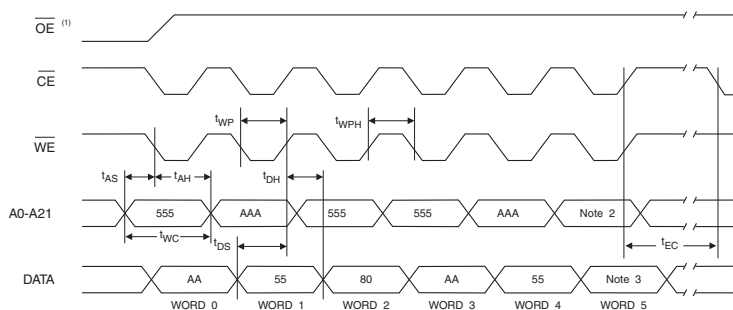 OE (1)
CE
tWP
tWPH
WE
tAS
tAH
tDH
A0-A21
555
AAA
555
555
AAA
Note 2
tWC
tDS
tEC
DATA
AA
55
80
AA
55
Note 3
WORD 0
WORD 1
WORD 2
WORD 3
WORD 4
WORD 5